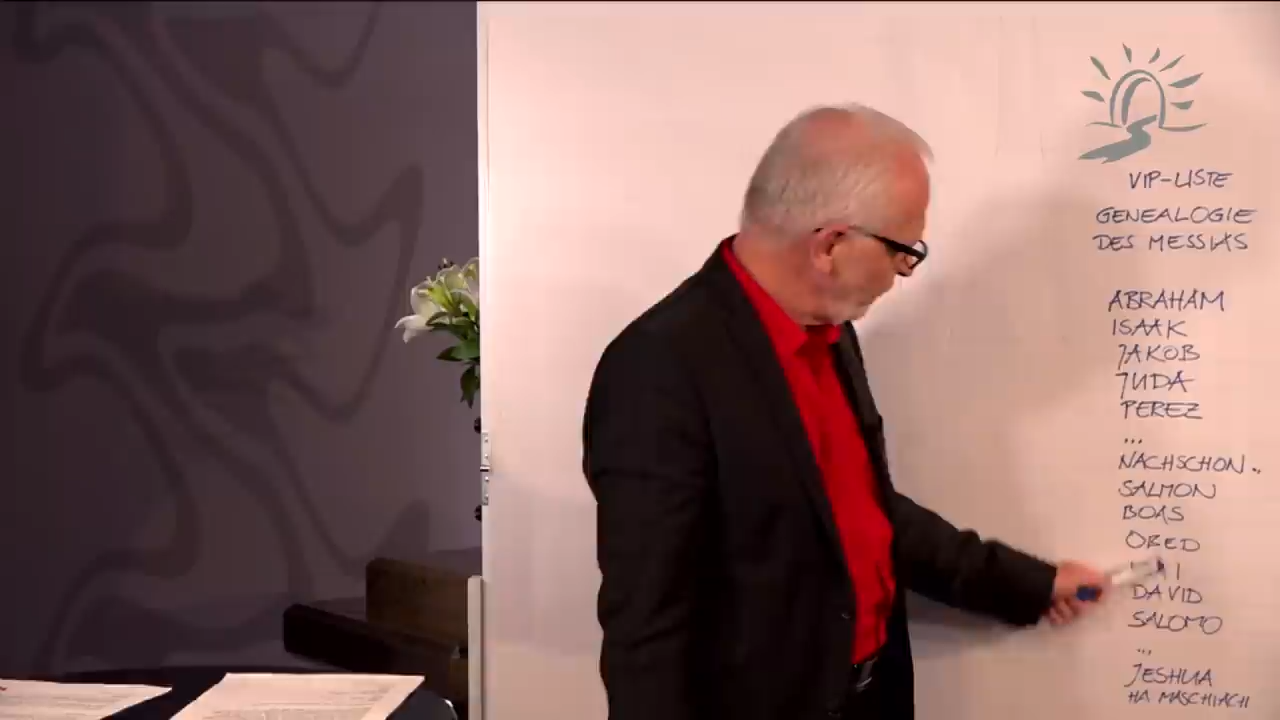 VIP-LISTE
GENEALOGIE
DES MESSIAS
ABRAHAM
ISAAK
JAKOB
JUDA
PEREZ
...
NACHSCHON..
SALMON
BOAS
OBED
DAVID
SALOMO
...
JESHUA
HA MASCHIACH